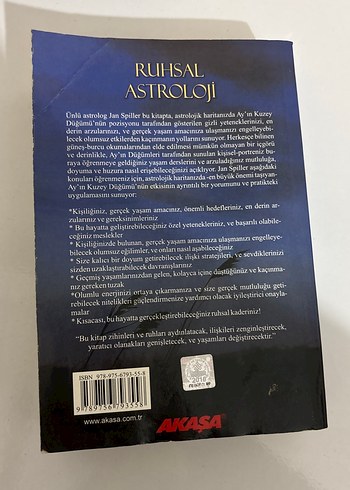 RUHSAL
ASTROLOJİ
Ünlü astrolog Jan Spiller bu kitapta, astrolojik haritanızda Ay'ın Kuzey
Düğümü'nün pozisyonu tarafından gösterilen gizli yeteneklerinizi, en
derin arzularınızı, ve gerçek yaşam amacınıza ulaşmanızı engelleyebi-
lecek olumsuz etkilerden kaçınmanın yollarını sunuyor. Herkesçe bilinen
güneş-burcu okumalarından elde edilmesi mümkün olmayan bir içgörü
ve derinlikle, Ay'ın Düğümleri tarafından sunulan kişisel-portreniz bu-
raya öğrenmeye geldiğiniz yaşam derslerini ve arzuladığınız mutluluğa,
doyuma ve huzura nasıl erişebileceğinizi açıklıyor. Jan Spiller aşağıdaki
konuları öğrenmemiz için, astrolojik haritanızda -en büyük önemi taşıyan-
Ay'ın Kuzey Düğümü'nün etkisinin ayrıntılı bir yorumunu ve pratikteki
uygulamasını sunuyor:
*Kişiliğiniz, gerçek yaşam amacınız, önemli hedefleriniz, en derin ar-
zularınız ve gereksinimleriniz
* Bu hayatta geliştirebileceğiniz özel yetenekleriniz, ve başarılı olabile-
ceğiniz meslekler
* Kişiliğinizde bulunan, gerçek yaşam amacınıza ulaşmanızı engelleye-
bilecek olumsuz eğilimler, ve onları nasıl aşabileceğiniz
* Size kalıcı bir doyum getirebilecek ilişki stratejileri, ve sevdiklerinizi
sizden uzaklaştırabilecek davranışlarınız
* Geçmiş yaşamlarınızdan gelen, kolayca içine düştüğünüz ve kaçınma-
nız gereken tuzak
*Olumlu enerjinizi ortaya çıkarmanıza ve size gerçek mutluluğu getire-
bilecek nitelikleri güçlendirmenize yardımcı olacak iyileştirici onayla-
malar
* Kısacası, bu hayatta gerçekleştirebileceğiniz ruhsal kaderiniz!
"Bu kitap zihinleri ve ruhları aydınlatacak, ilişkileri zenginleştirecek,
yaratıcı olanakları genişletecek, ve yaşamları değiştirecektir."
ISBN 978-975-6793-55-8
9789756793558
www.akasa.com.tr
AKAŞA